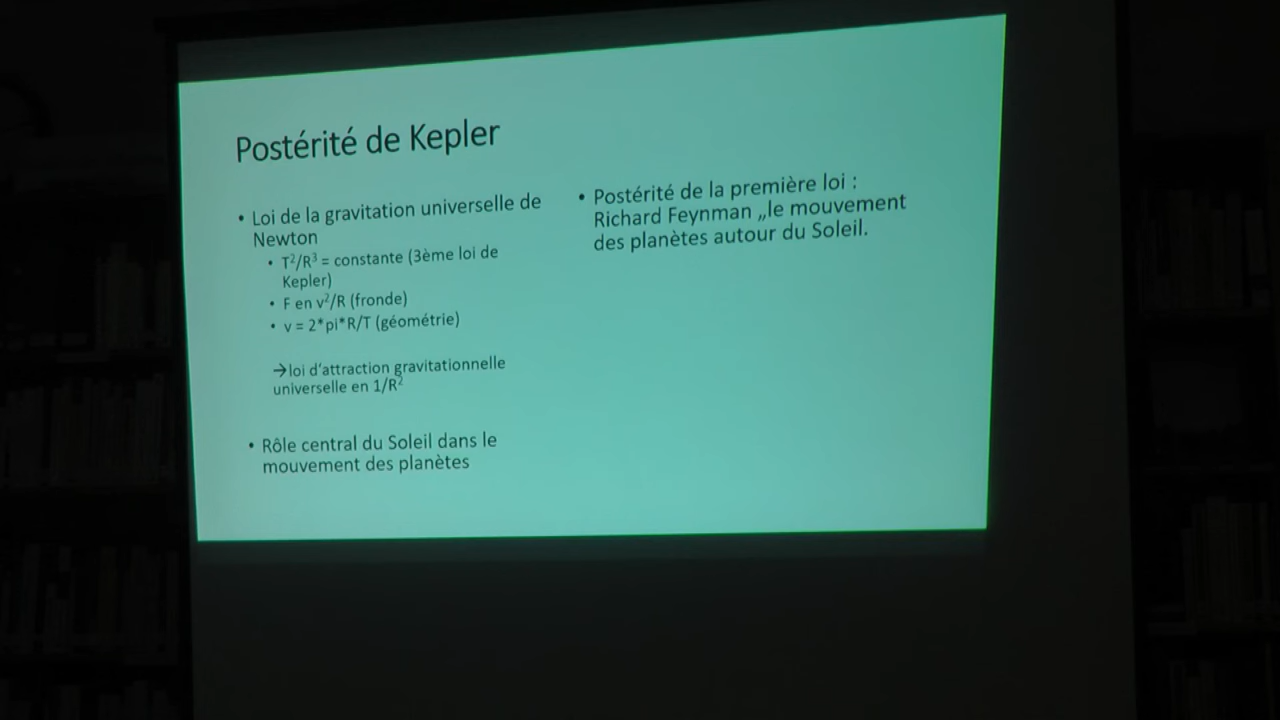 Postérité de Kepler
• Loi de la gravitation universelle de
Newton
• T²/R³ = constante (3ème loi de
Kepler)
• F en v²/R (fronde)
• v = 2*pi*R/T (géométrie)
→loi d'attraction gravitationnelle
universelle en 1/R²
• Rôle central du Soleil dans le
mouvement des planètes
• Postérité de la première loi :
Richard Feynman „le mouvement
des planètes autour du Soleil.